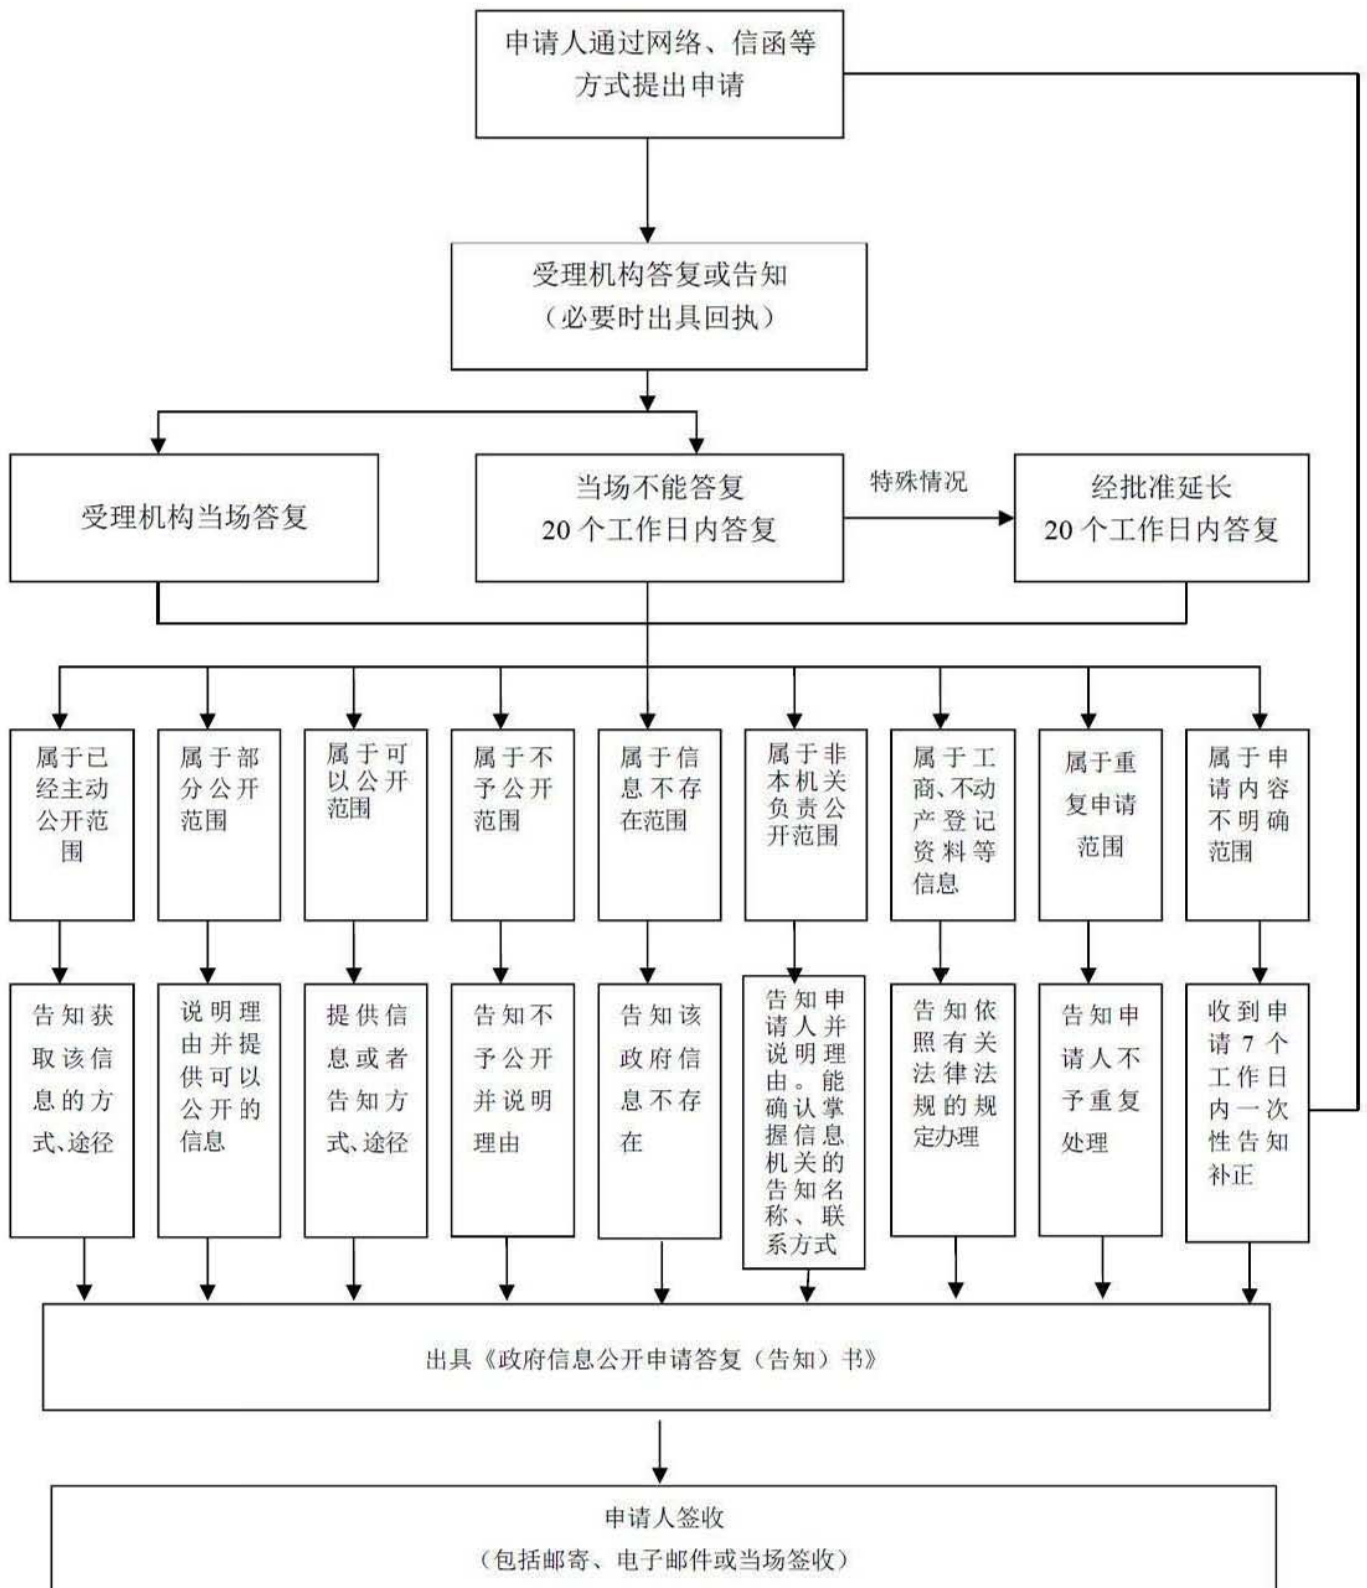 申请人通过网络、信函等
方式提出申请
受理机构答复或告知
（必要时出具回执）
受理机构当场答复
当场不能答复
20 个工作日内答复
特殊情况
经批准延长
20 个工作日内答复
属于已
经主动
公开范
围
属于部
分公开
范围
属于可
以公开
范围
属于不
予公开
范围
属于信
息不存
在范围
属于非
本机关
负责公
开范围
属于工
商、不动
产登记
资料等
信息
属于重
复申请
范围
属于申
请内容
不明确
范围
告知获
取该信
息的方
式、途径
说明理
由并提
供可以
公开的
信息
提供信
息或者
告知方
式、途径
告知不
予公开
并说明
理由
告知该
政府信
息不存
在
告知申
请人并
说明理
由。能
确认掌
握信息
机关的
告知名
称、联
系方式
告知依
照有关
法律法
规的规
定办理
告知申
请人不
予重复
处理
收到申
请 7 个
工作日
内一次
性告知
补正
出具《政府信息公开申请答复（告知）书》
申请人签收
（包括邮寄、电子邮件或当场签收）